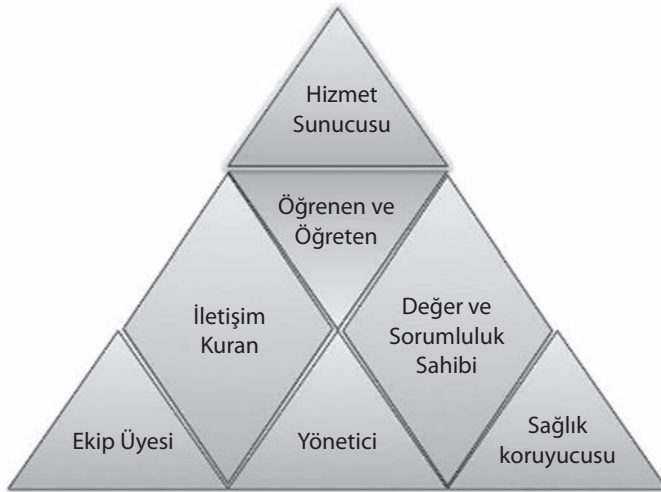 Hizmet
Sunucusu
Öğrenen ve
Öğreten
İletişim
Kuran
Değer ve
Sorumluluk
Sahibi
Ekip Üyesi
Yönetici
Sağlık
koruyucusu